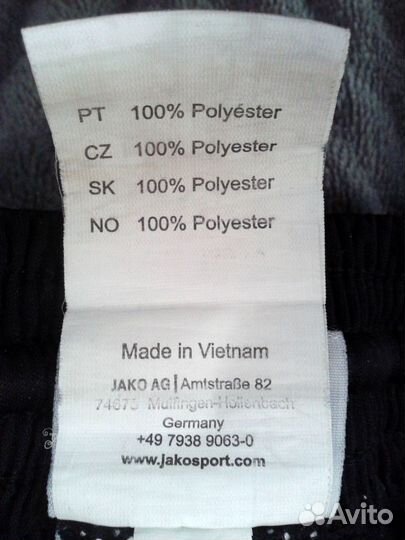 PT 100% Polyéster
CZ 100% Polyester
SK 100% Polyester
NO 100% Polyester
Made in Vietnam
JAKO AG | Amtstraße 82
74673 Mulfingen-Hollenbach
Germany
+49 7938 9063-0
www.jakosport.com
Avito